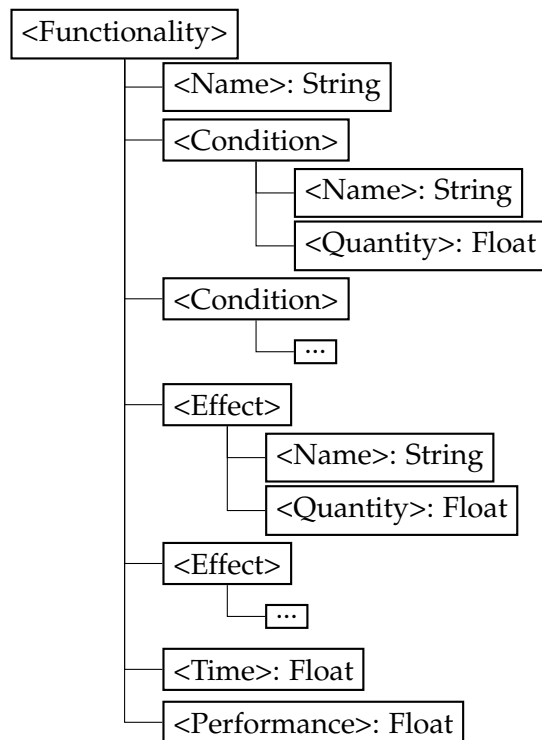 <Functionality>
<Name>: String
<Condition>
<Name>: String
<Quantity>: Float
<Condition>
...
<Effect>
<Name>: String
<Quantity>: Float
<Effect>
...
<Time>: Float
<Performance>: Float